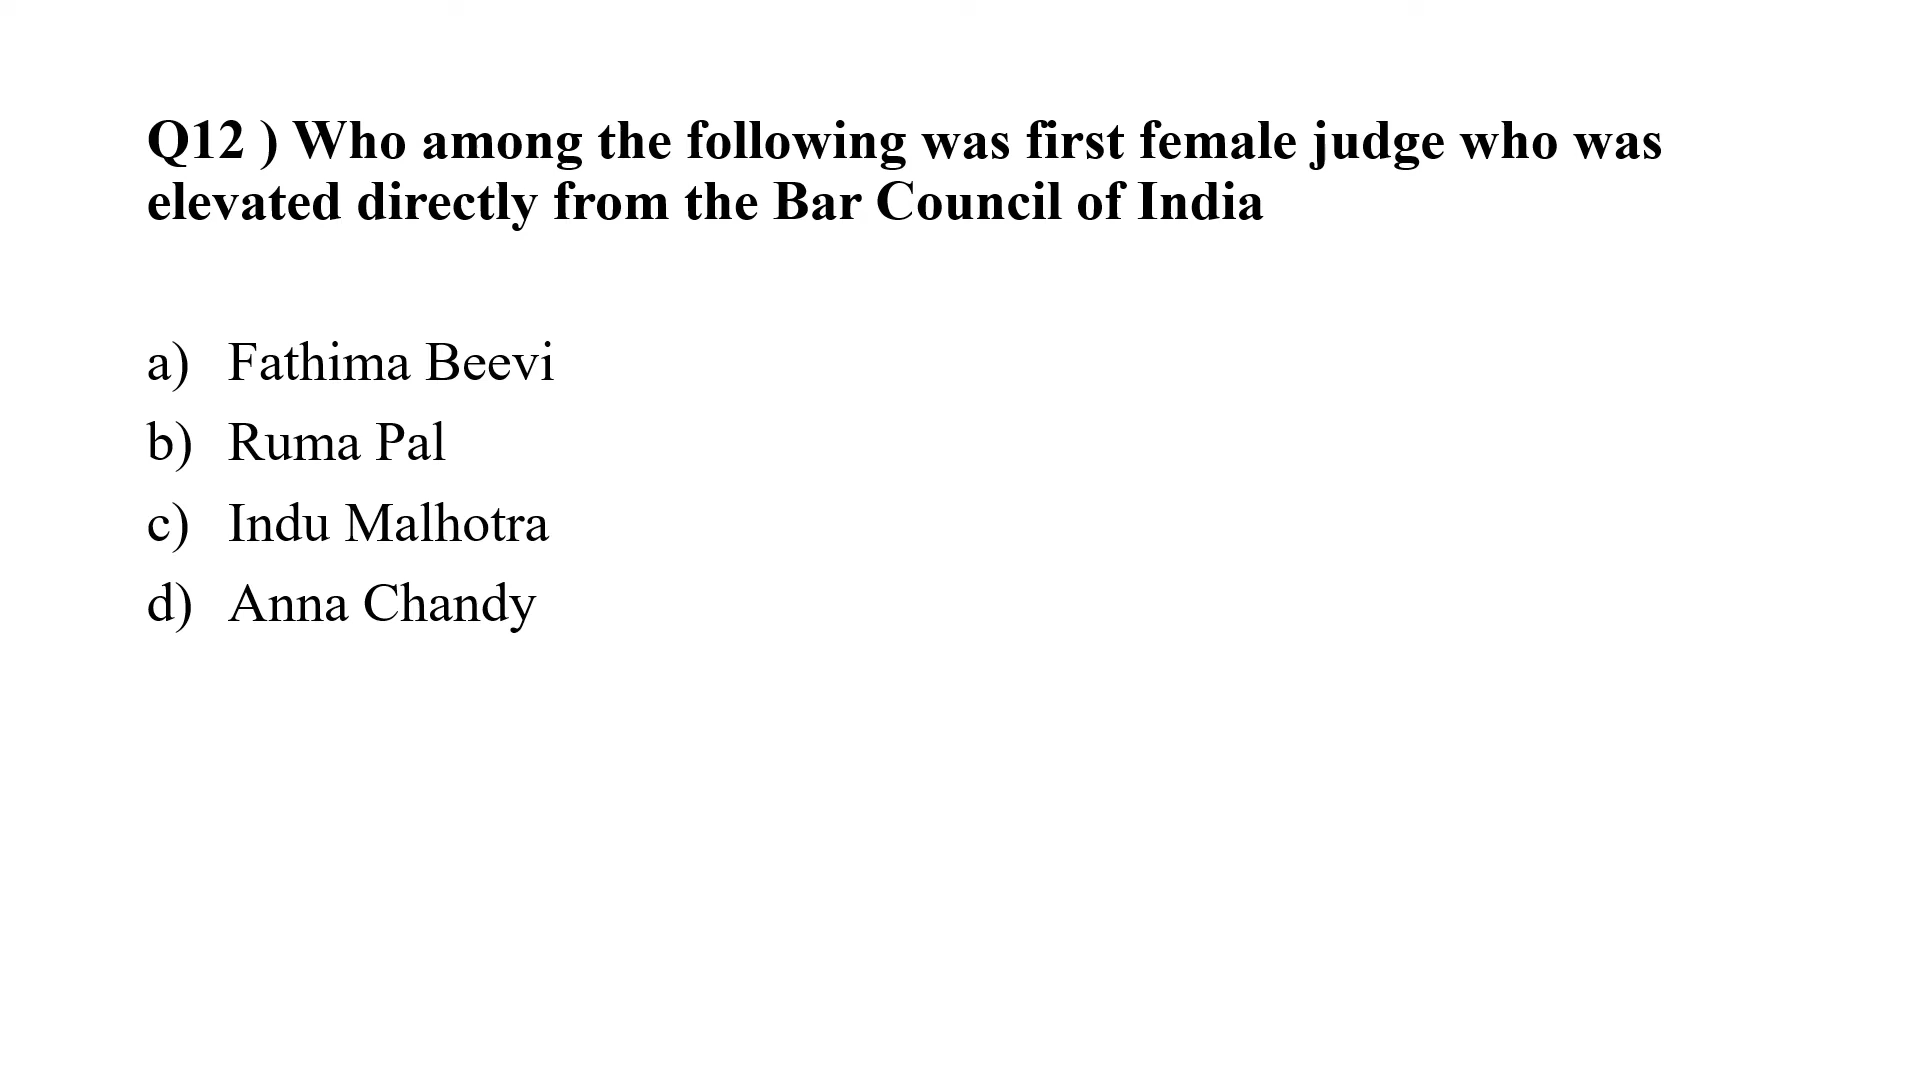 Q12 ) Who among the following was first female judge who was
elevated directly from the Bar Council of India
a) Fathima Beevi
b) Ruma Pal
c) Indu Malhotra
d) Anna Chandy